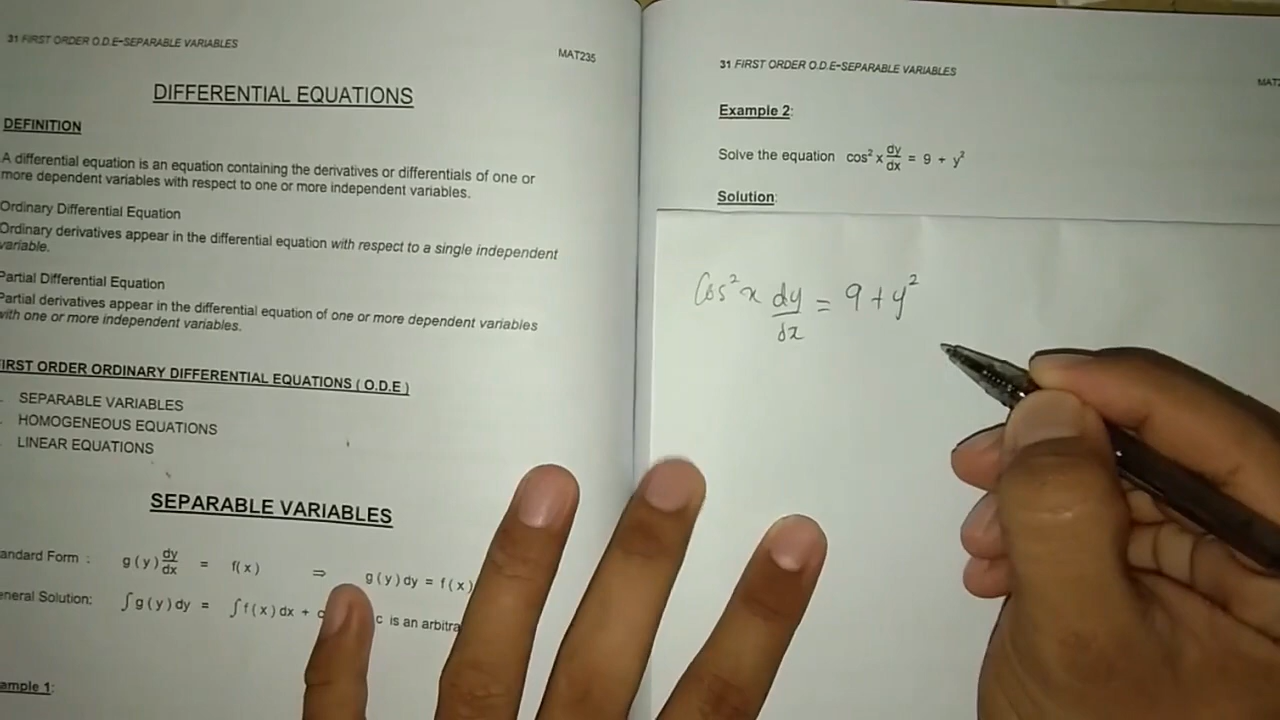 31 FIRST ORDER O.D.E-SEPARABLE VARIABLES
MAT235
DIFFERENTIAL EQUATIONS
DEFINITION
A differential equation is an equation containing the derivatives or differentials of one or
more dependent variables with respect to one or more independent variables.
Ordinary Differential Equation
Ordinary derivatives appear in the differential equation with respect to a single independent
variable.
Partial Differential Equation
Partial derivatives appear in the differential equation of one or more dependent variables
with one or more independent variables.
FIRST ORDER ORDINARY DIFFERENTIAL EQUATIONS ( O.D.E )
SEPARABLE VARIABLES
HOMOGENEOUS EQUATIONS
LINEAR EQUATIONS
SEPARABLE VARIABLES
andard Form : g(y) dy/dx = f(x) ⇒ g(y) dy = f(x)
eneral Solution: ∫g(y) dy = ∫f(x) dx + c c is an arbitra
ample 1:
31 FIRST ORDER O.D.E-SEPARABLE VARIABLES
MAT2
Example 2:
Solve the equation cos² x dy/dx = 9 + y²
Solution:
Cos² x dy/dx = 9 + y²